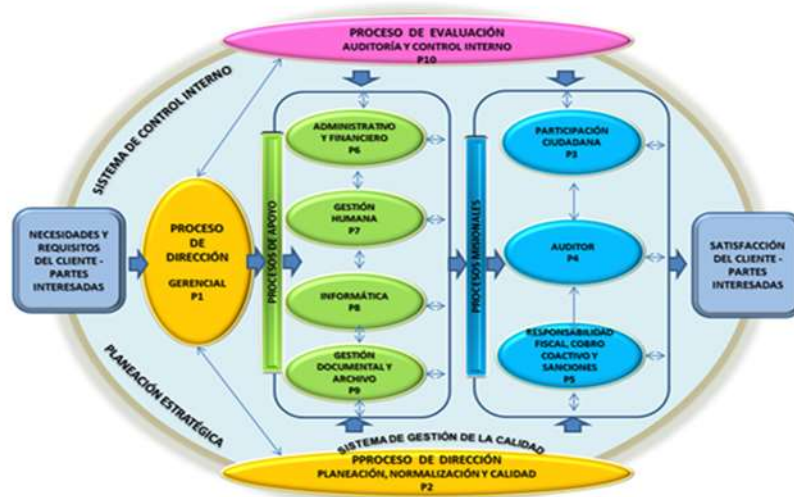 PROCESO DE EVALUACIÓN
AUDITORÍA Y CONTROL INTERNO
P10
SISTEMA DE CONTROL INTERNO
NECESIDADES Y
REQUISITOS
DEL CLIENTE -
PARTES
INTERESADAS
PROCESO
DE
DIRECCIÓN
GERENCIAL
P1
PROCESOS DE APOYO
ADMINISTRATIVO
Y FINANCIERO
P6
GESTIÓN
HUMANA
P7
INFORMÁTICA
P8
GESTIÓN
DOCUMENTAL Y
ARCHIVO
P9
PROCESOS MISIONALES
PARTICIPACIÓN
CIUDADANA
P3
AUDITOR
P4
RESPONSABILIDAD
FISCAL, COBRO
COACTIVO Y
SANCIONES
P5
SATISFACCIÓN
DEL CLIENTE -
PARTES
INTERESADAS
PLANEACIÓN ESTRATÉGICA
SISTEMA DE GESTIÓN DE LA CALIDAD
PPROCESO DE DIRECCIÓN
PLANEACIÓN, NORMALIZACIÓN Y CALIDAD
P2